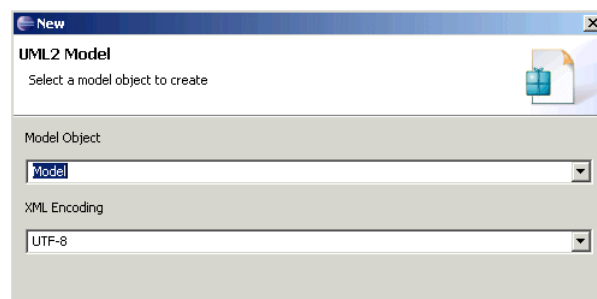 New
UML2 Model
Select a model object to create
Model Object
Model
XML Encoding
UTF-8